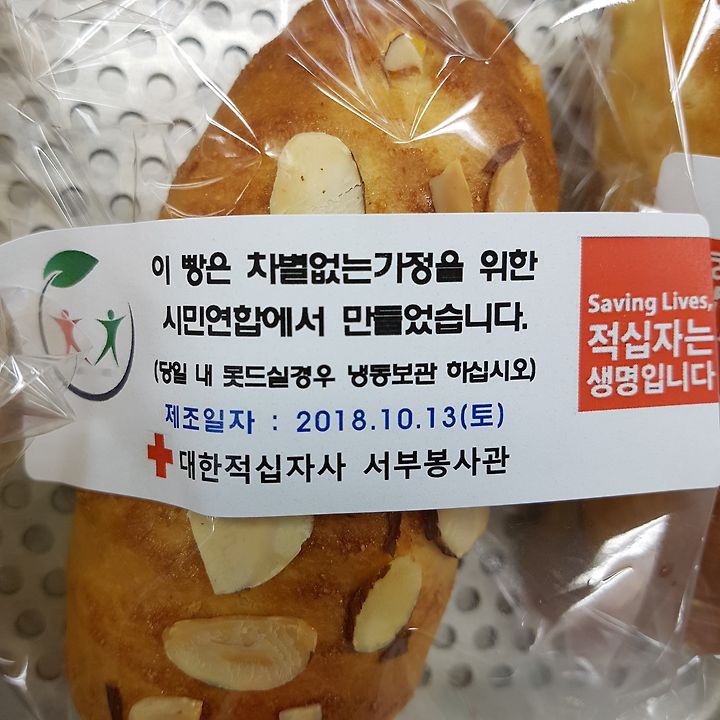 이 빵은 차별없는가정을 위한
시민연합에서 만들었습니다.
(당일 내 못드실경우 냉동보관 하십시오)
제조일자 : 2018.10.13(토)
대한적십자사 서부봉사관
Saving Lives,
적십자는
생명입니다